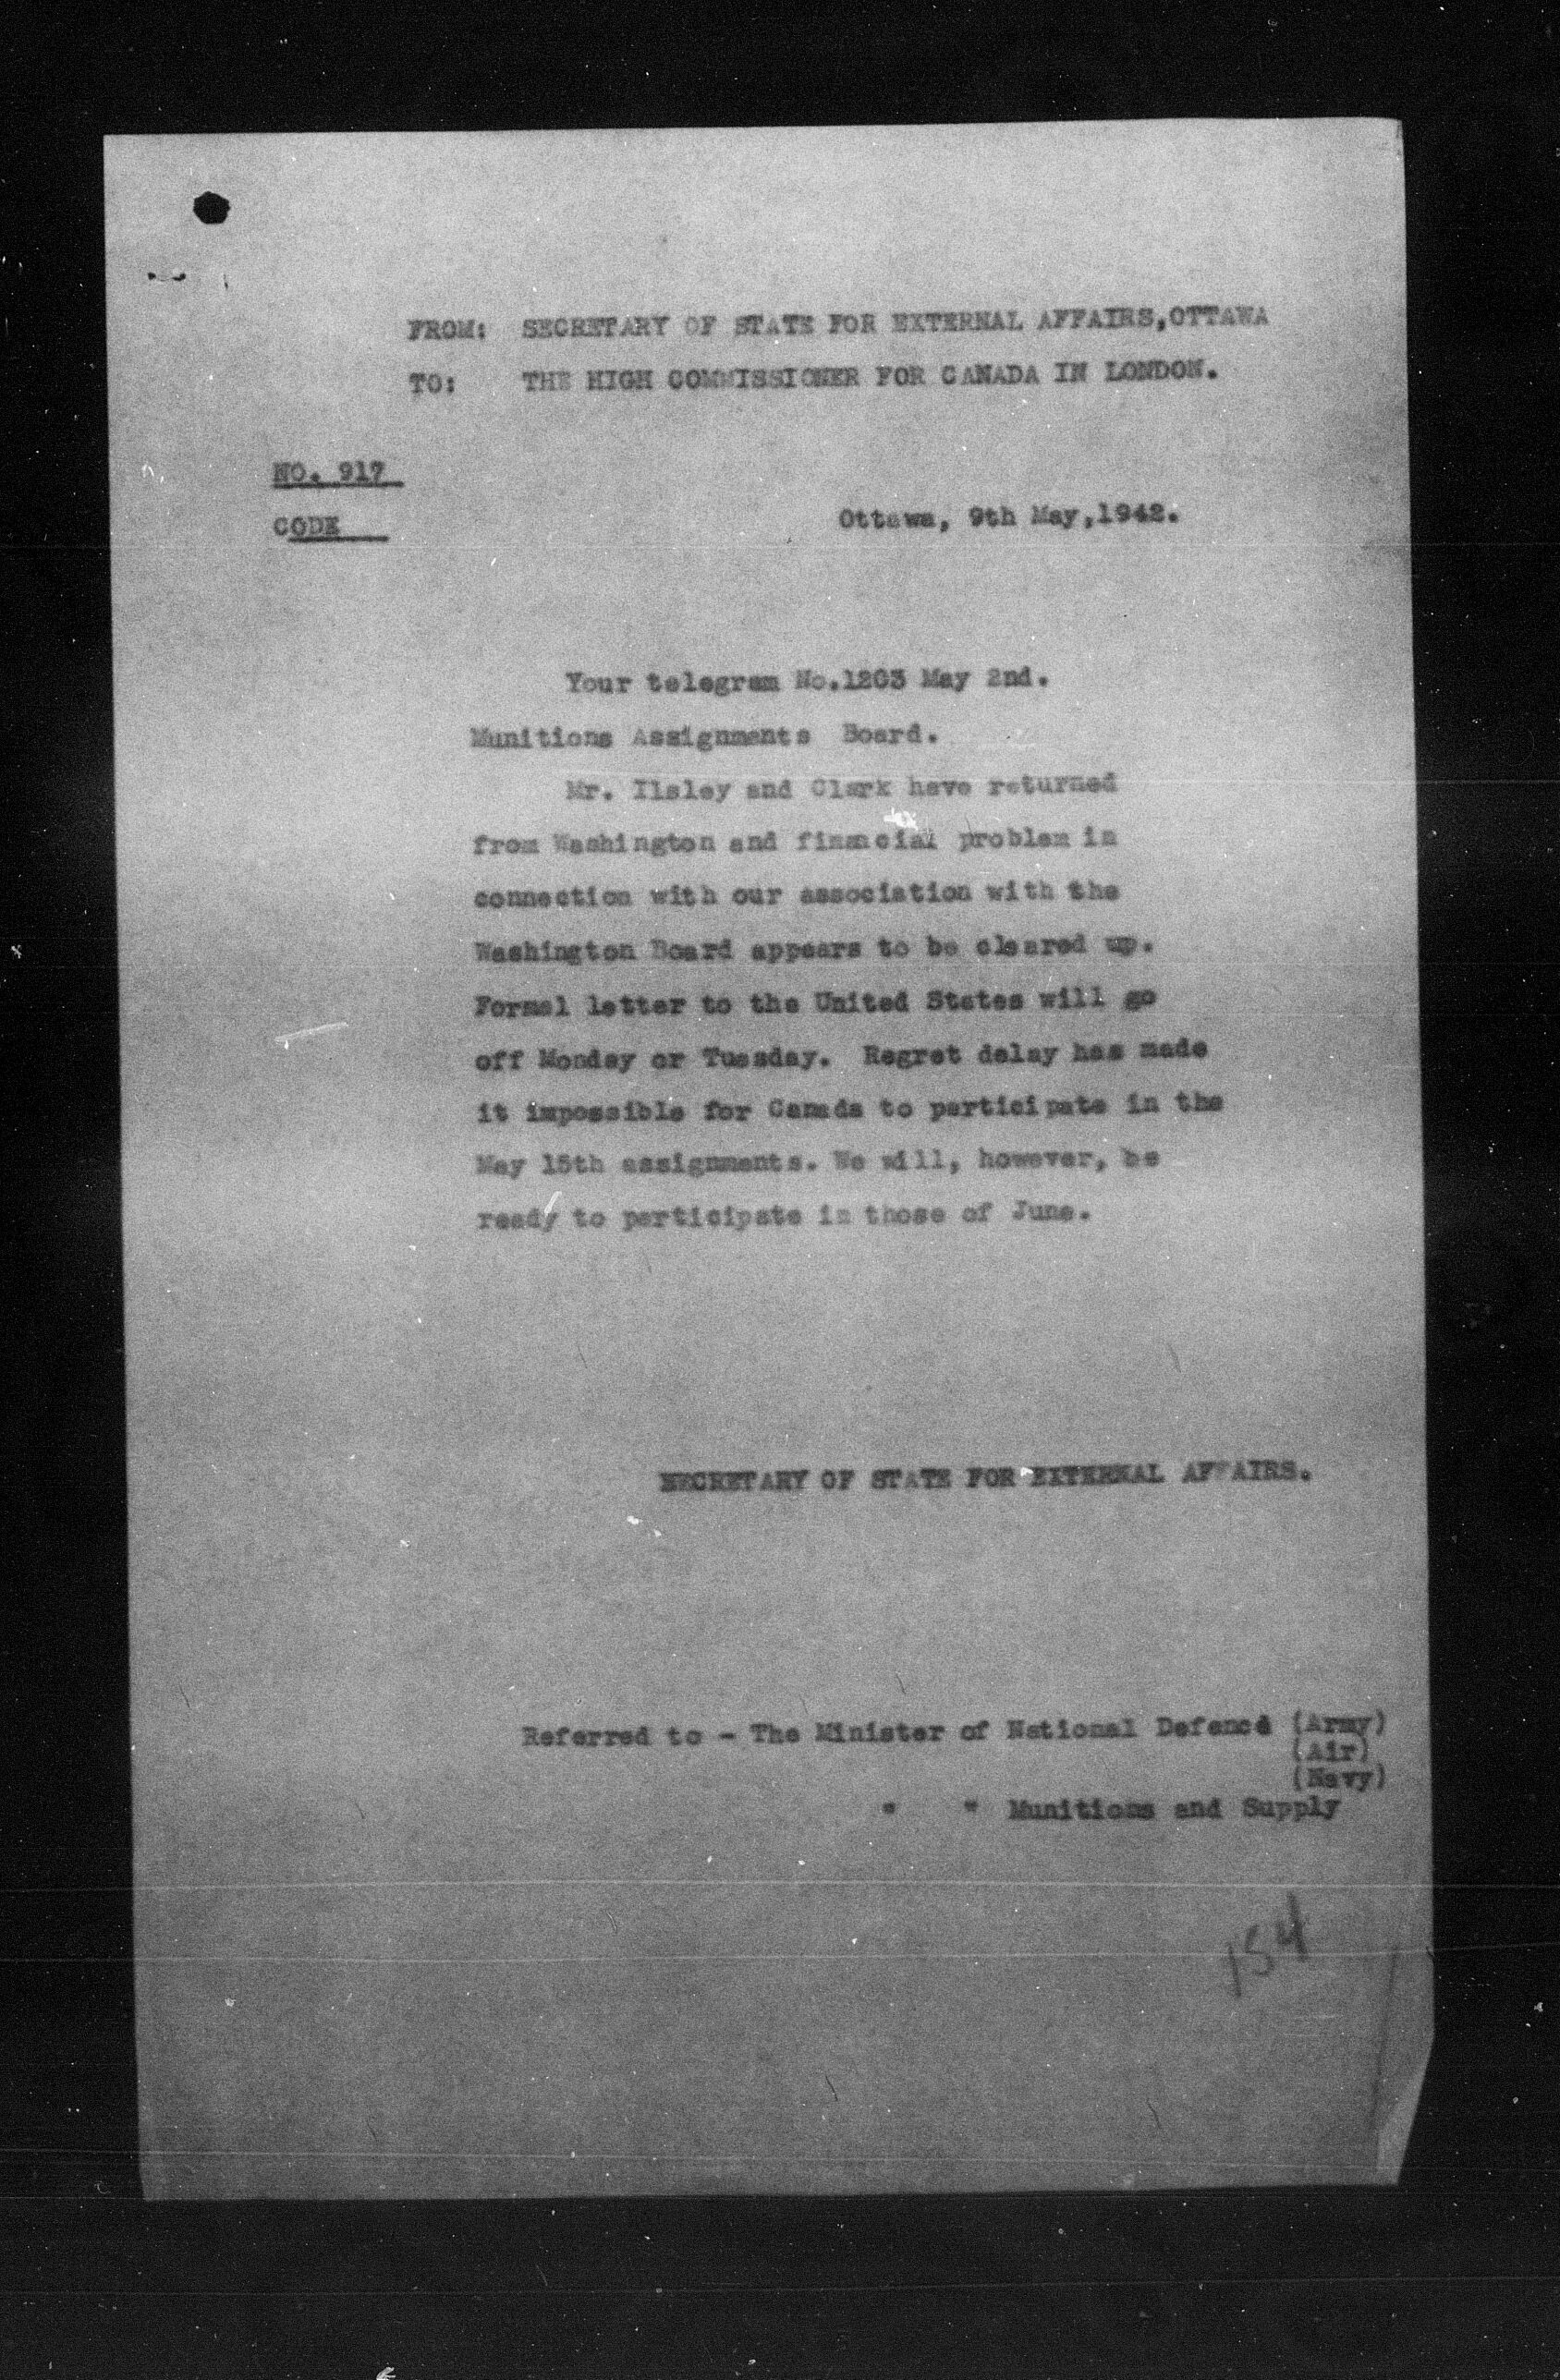 FROM: SECRETARY OF STATE FOR EXTERNAL AFFAIRS,OTTAWA
TO: THE HIGH COMMISSIONER FOR CANADA IN LONDON.
NO. 917
CODE
Ottawa, 9th May,1942.
Your telegram No.1203 May 2nd.
Munitions Assignments Board.
Mr. Ilsley and Clark have returned
from Washington and financial problem in
connection with our association with the
Washington Board appears to be cleared up.
Formal letter to the United States will go
off Monday or Tuesday. Regret delay has made
it impossible for Canada to participate in the
May 15th assignments. We will, however, be
ready to participate in those of June.
SECRETARY OF STATE FOR EXTERNAL AFFAIRS.
Referred to - The Minister of National Defence (Army)
(Air)
(Navy)
" " Munitions and Supply
154